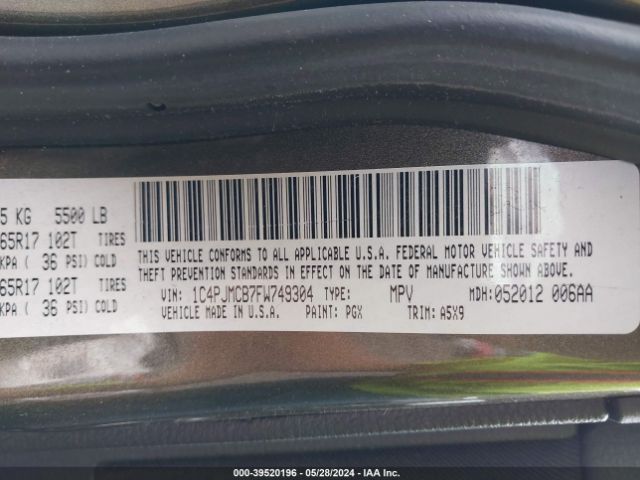 5 KG 5500 LB
65R17 102T TIRES
KPA ( 36 PSI) COLD
65R17 102T TIRES
KPA ( 36 PSI) COLD
THIS VEHICLE CONFORMS TO ALL APPLICABLE U.S.A. FEDERAL MOTOR VEHICLE SAFETY AND
THEFT PREVENTION STANDARDS IN EFFECT ON THE DATE OF MANUFACTURE SHOWN ABOVE.
VIN: 1C4PJMCB7FW749304 TYPE: MPV MDH: 052012 006AA
VEHICLE MADE IN U.S.A. PAINT: PGX TRIM: A5X9
000-39520196 - 05/28/2024 - IAA Inc.